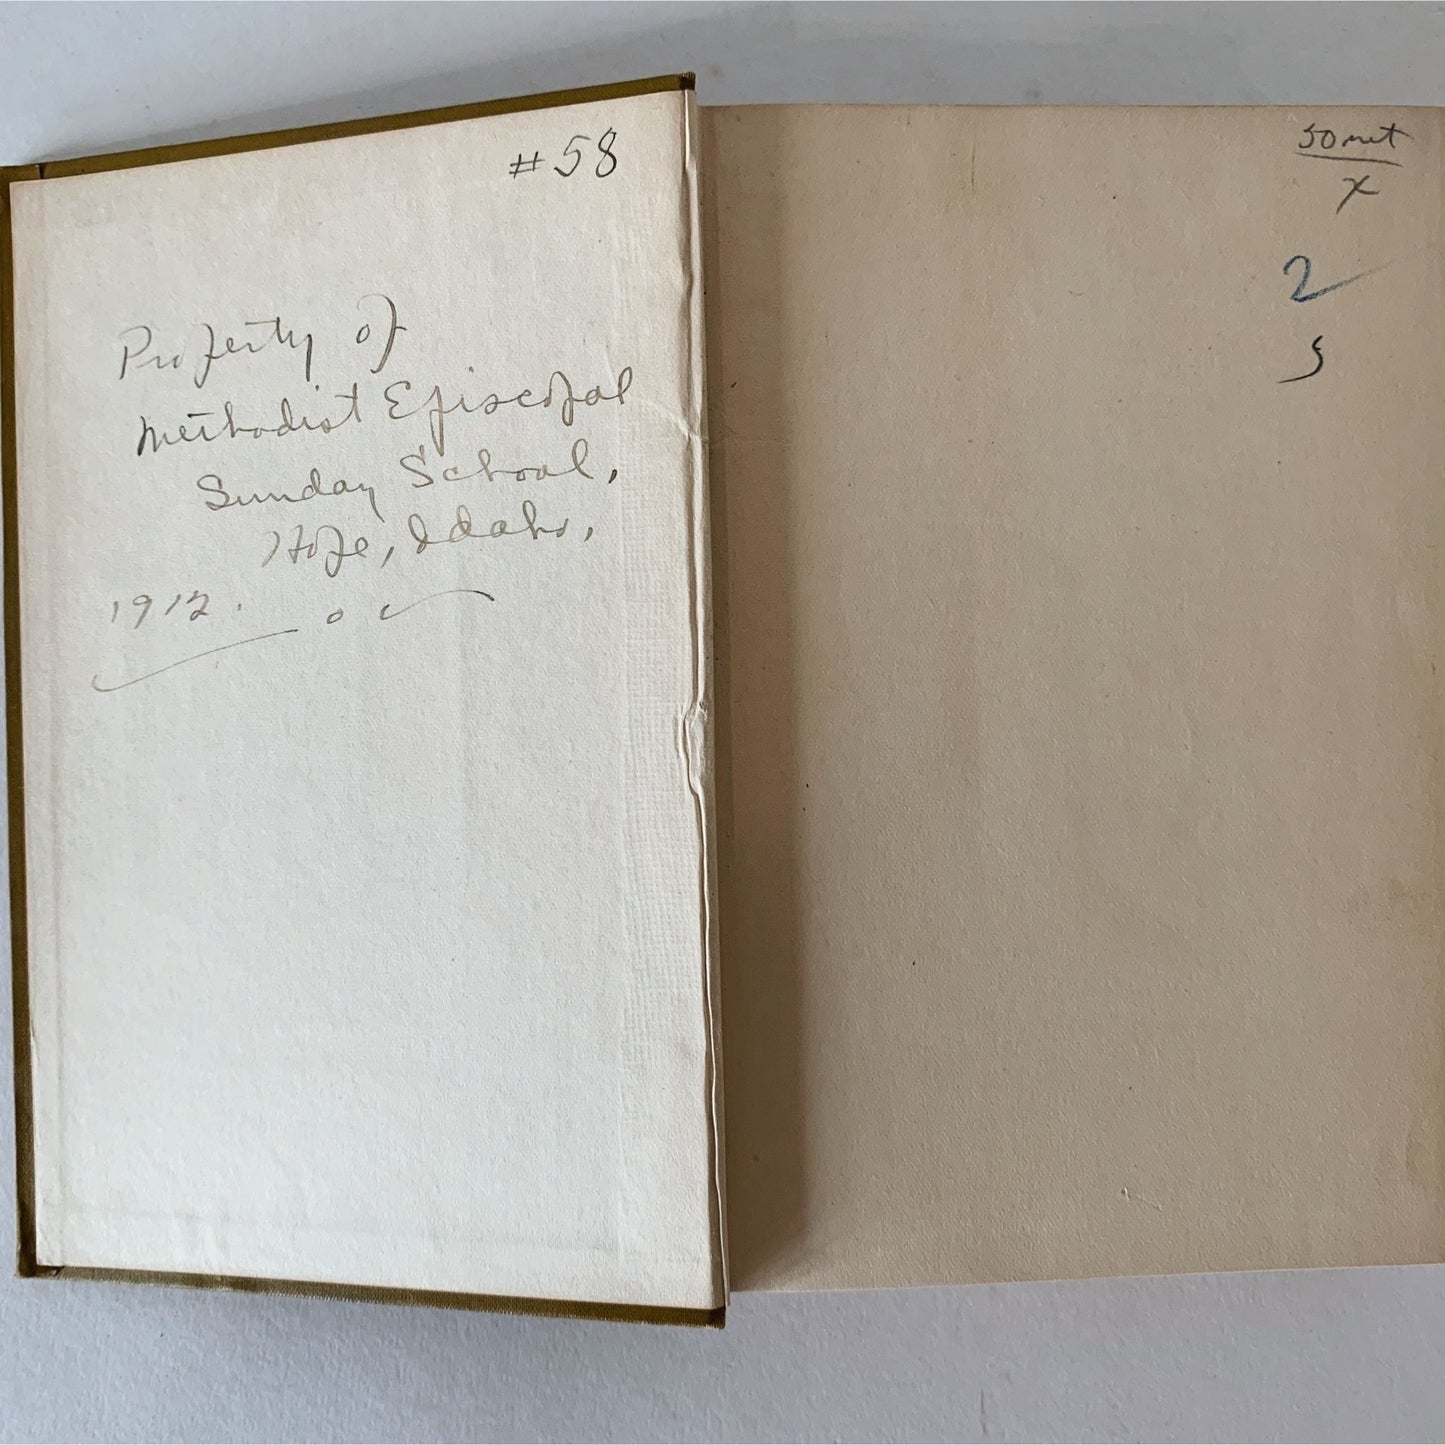 #58
Property of
Methodist Episcopal
Sunday School,
Hope, Idaho,
1912.
50 net
x
2
5